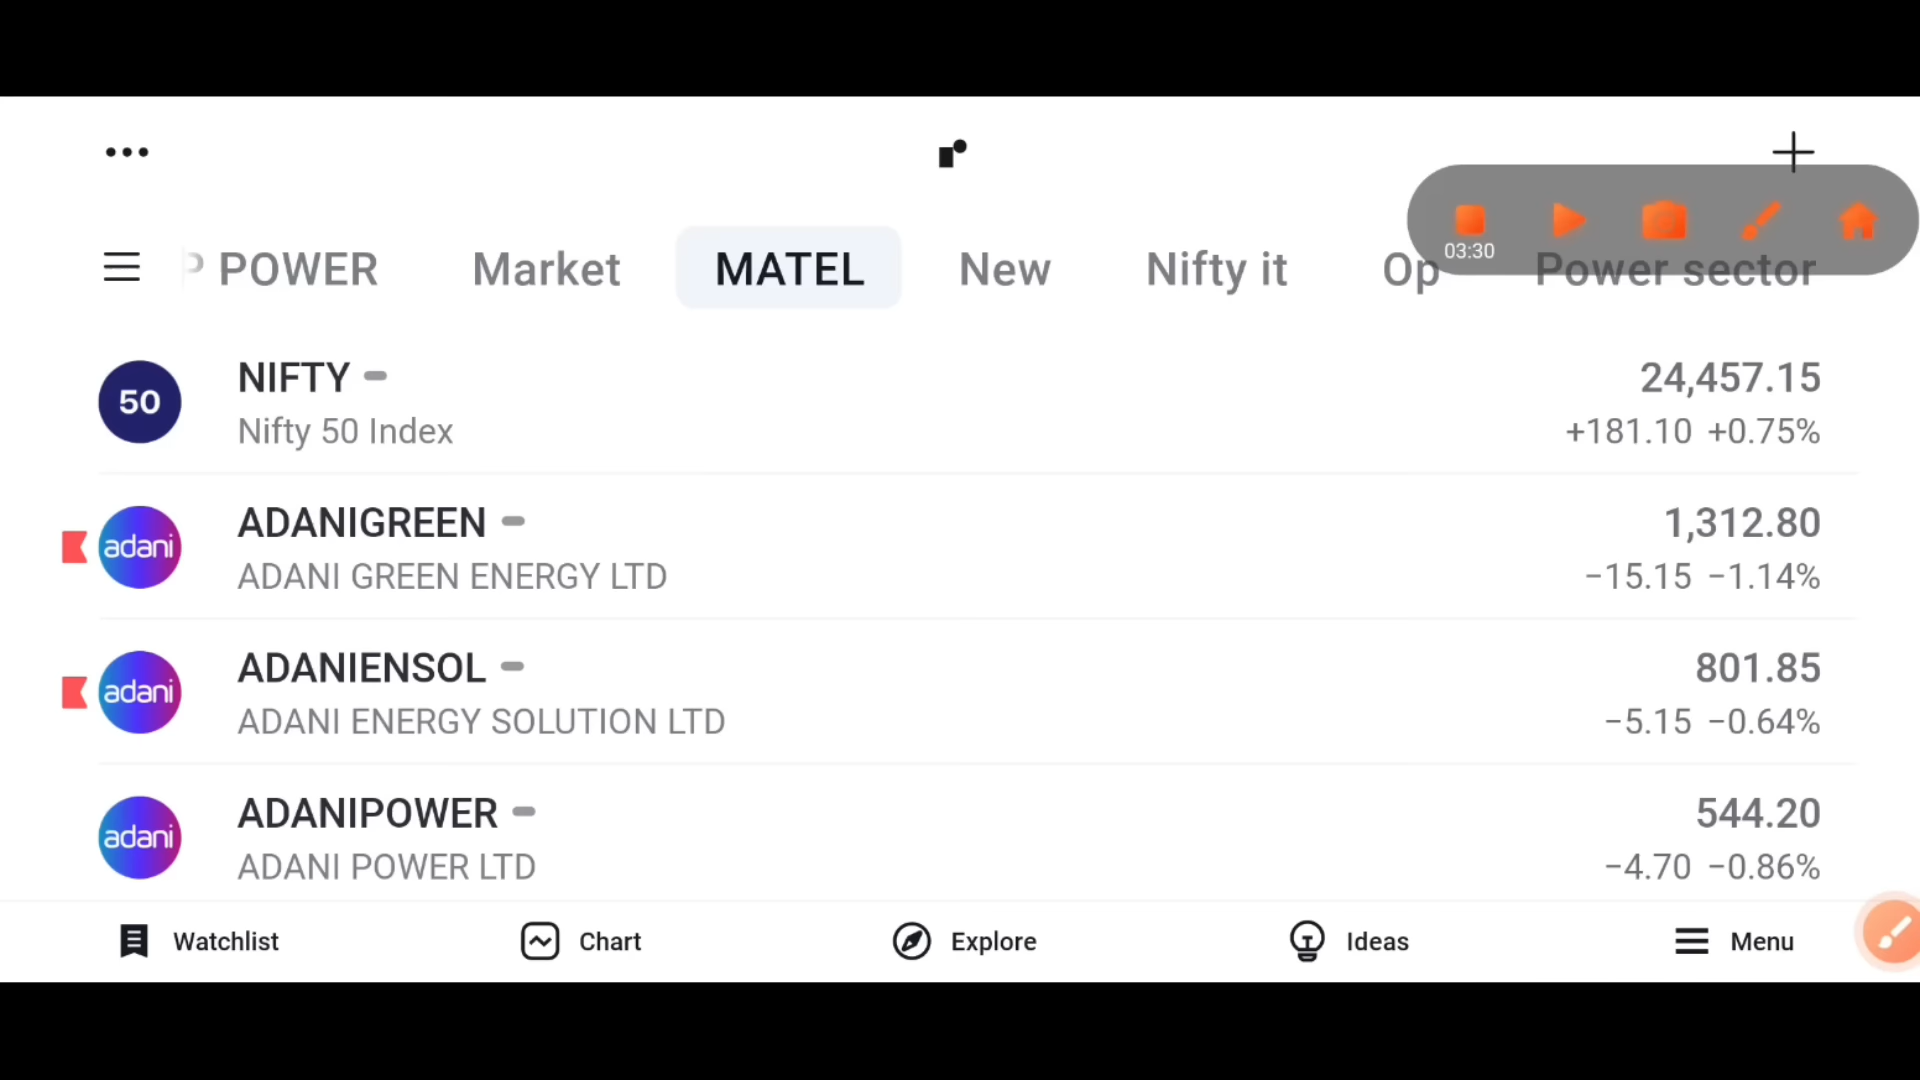 03:30
P POWER Market MATEL New Nifty it Op Power sector
50
NIFTY
24,457.15
Nifty 50 Index
+181.10 +0.75%
adani
ADANIGREEN
1,312.80
ADANI GREEN ENERGY LTD
−15.15 −1.14%
adani
ADANIENSOL
801.85
ADANI ENERGY SOLUTION LTD
−5.15 −0.64%
adani
ADANIPOWER
544.20
ADANI POWER LTD
−4.70 −0.86%
Watchlist Chart Explore Ideas Menu